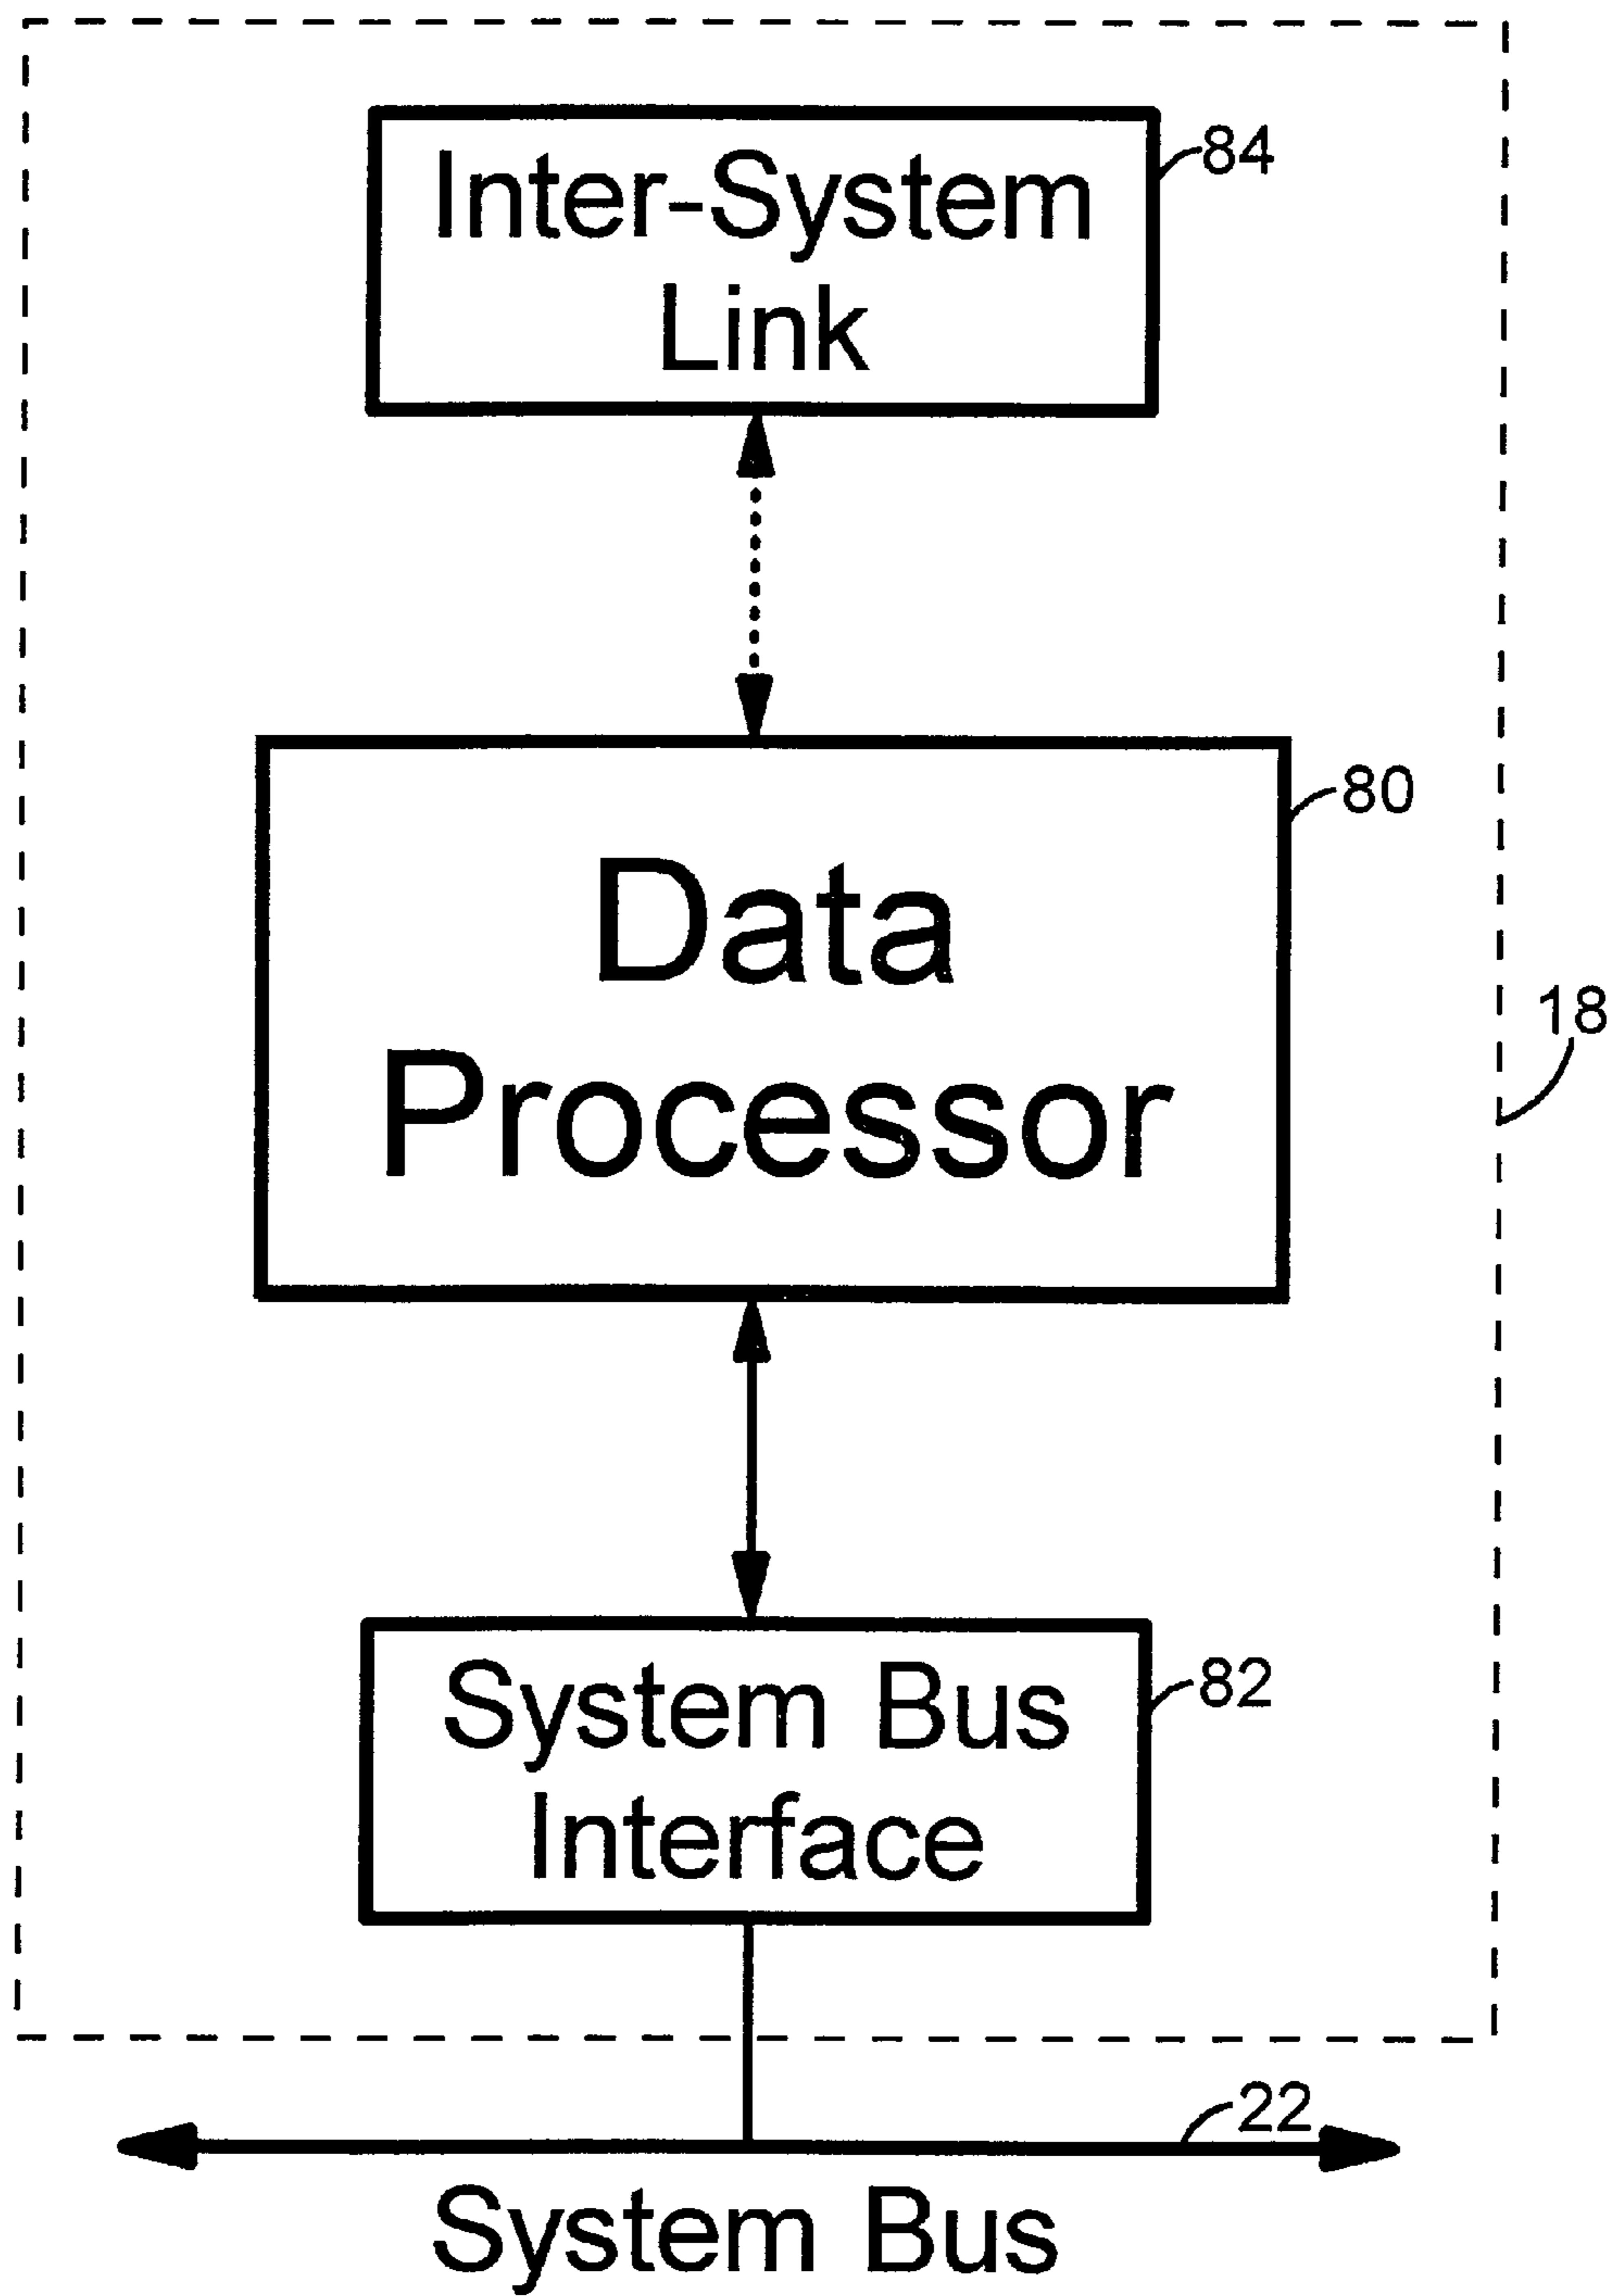 84
Inter-System
Link
80
Data
Processor
18
82
System Bus
Interface
22
System Bus